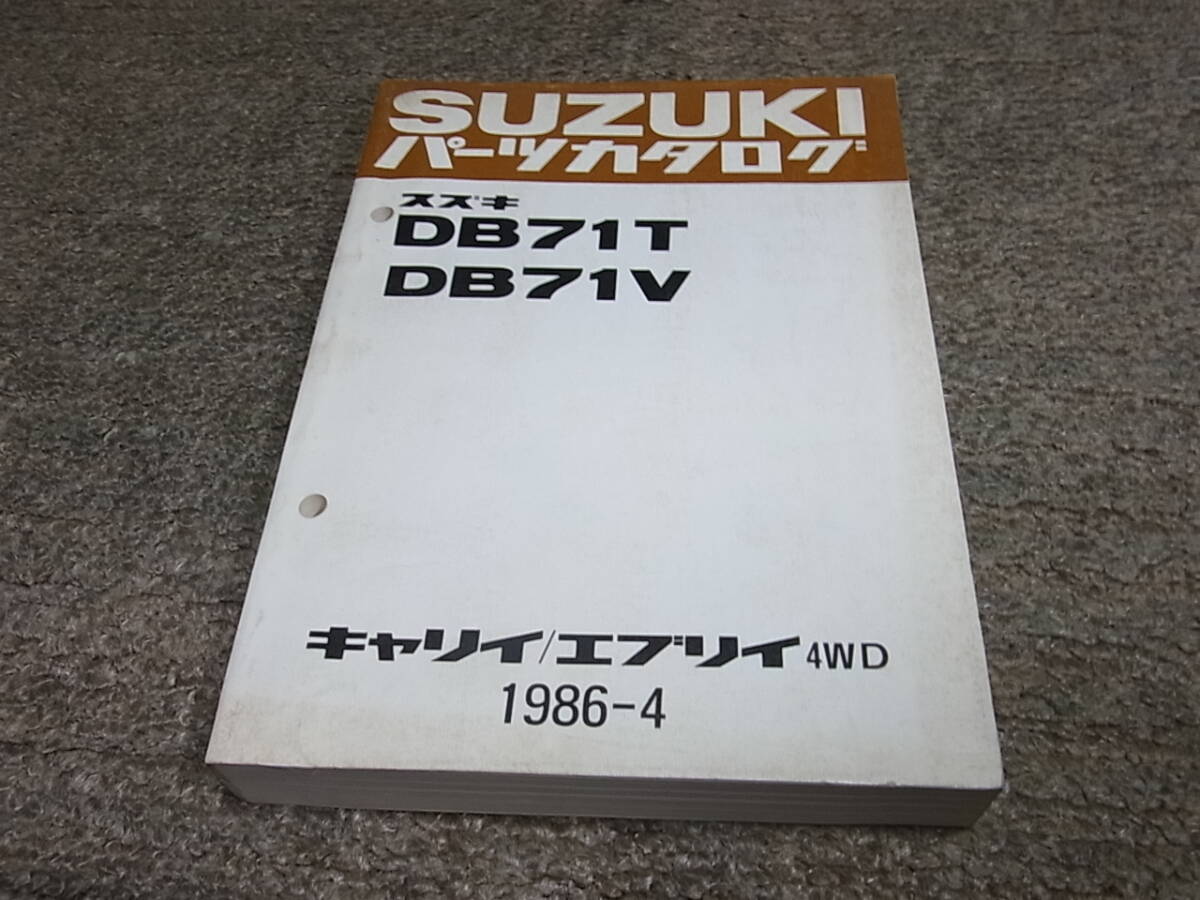 SUZUKI
パーツカタログ
スズキ
DB71T
DB71V
キャリイ/エブリイ 4WD
1986-4